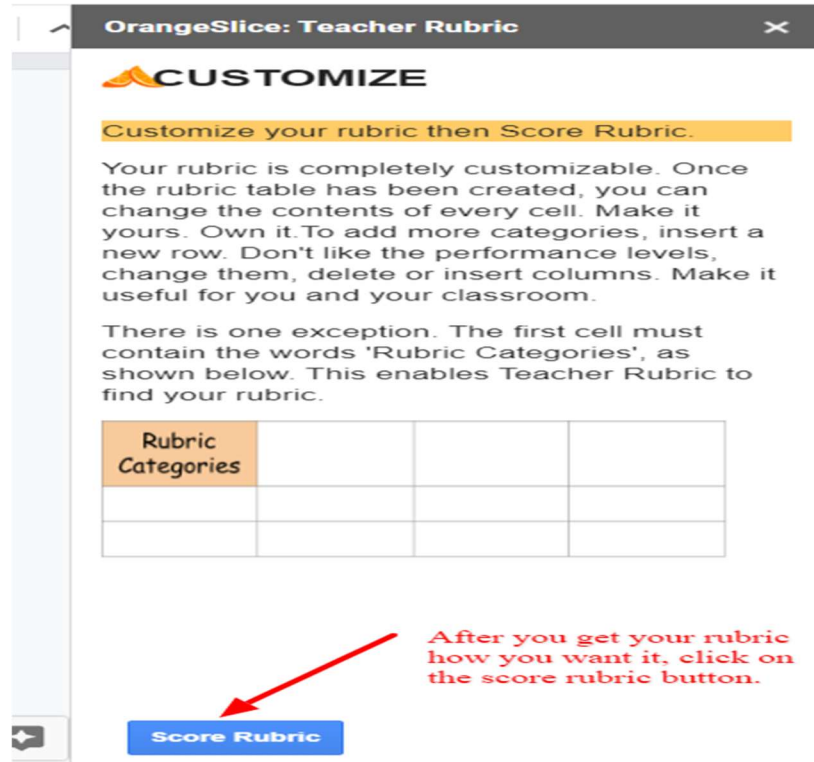 OrangeSlice: Teacher Rubric
CUSTOMIZE
Customize your rubric then Score Rubric.
Your rubric is completely customizable. Once
the rubric table has been created, you can
change the contents of every cell. Make it
yours. Own it.To add more categories, insert a
new row. Don't like the performance levels,
change them, delete or insert columns. Make it
useful for you and your classroom.
There is one exception. The first cell must
contain the words 'Rubric Categories', as
shown below. This enables Teacher Rubric to
find your rubric.
Rubric
Categories
After you get your rubric
how you want it, click on
the score rubric button.
Score Rubric